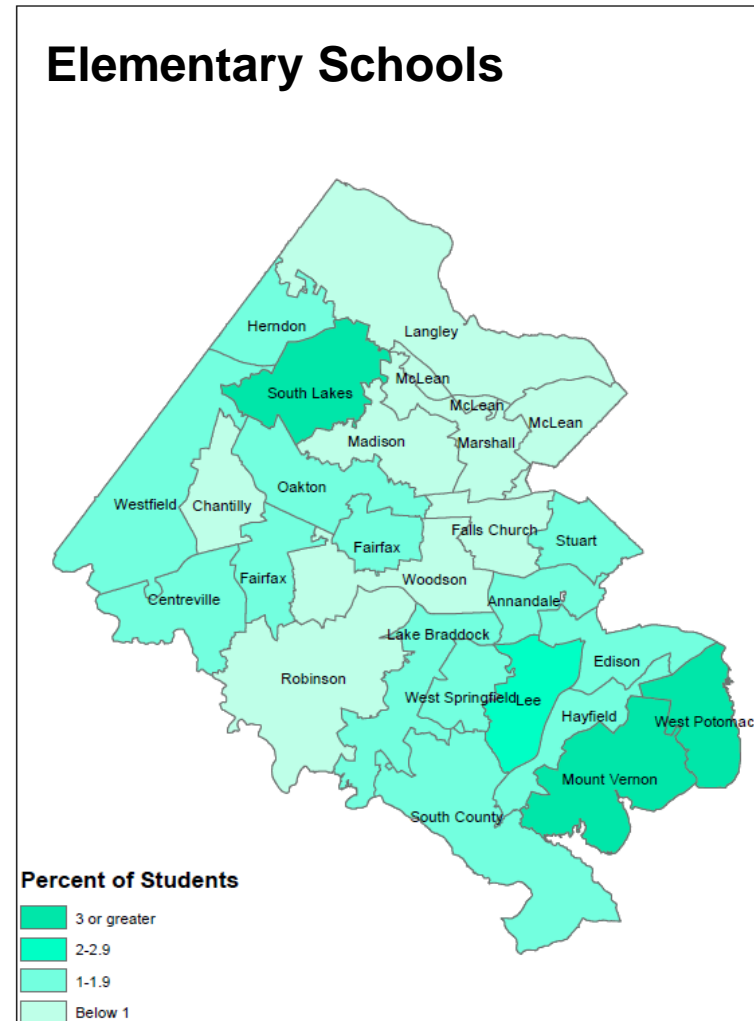 Elementary Schools
Herndon
Langley
South Lakes
McLean
McLean
McLean
Madison
Marshall
Oakton
Westfield
Chantilly
Falls Church
Stuart
Fairfax
Woodson
Centreville
Fairfax
Annandale
Lake Braddock
Edison
Robinson
West Springfield
Lee
Hayfield
West Potomac
Mount Vernon
South County
Percent of Students
3 or greater
2-2.9
1-1.9
Below 1